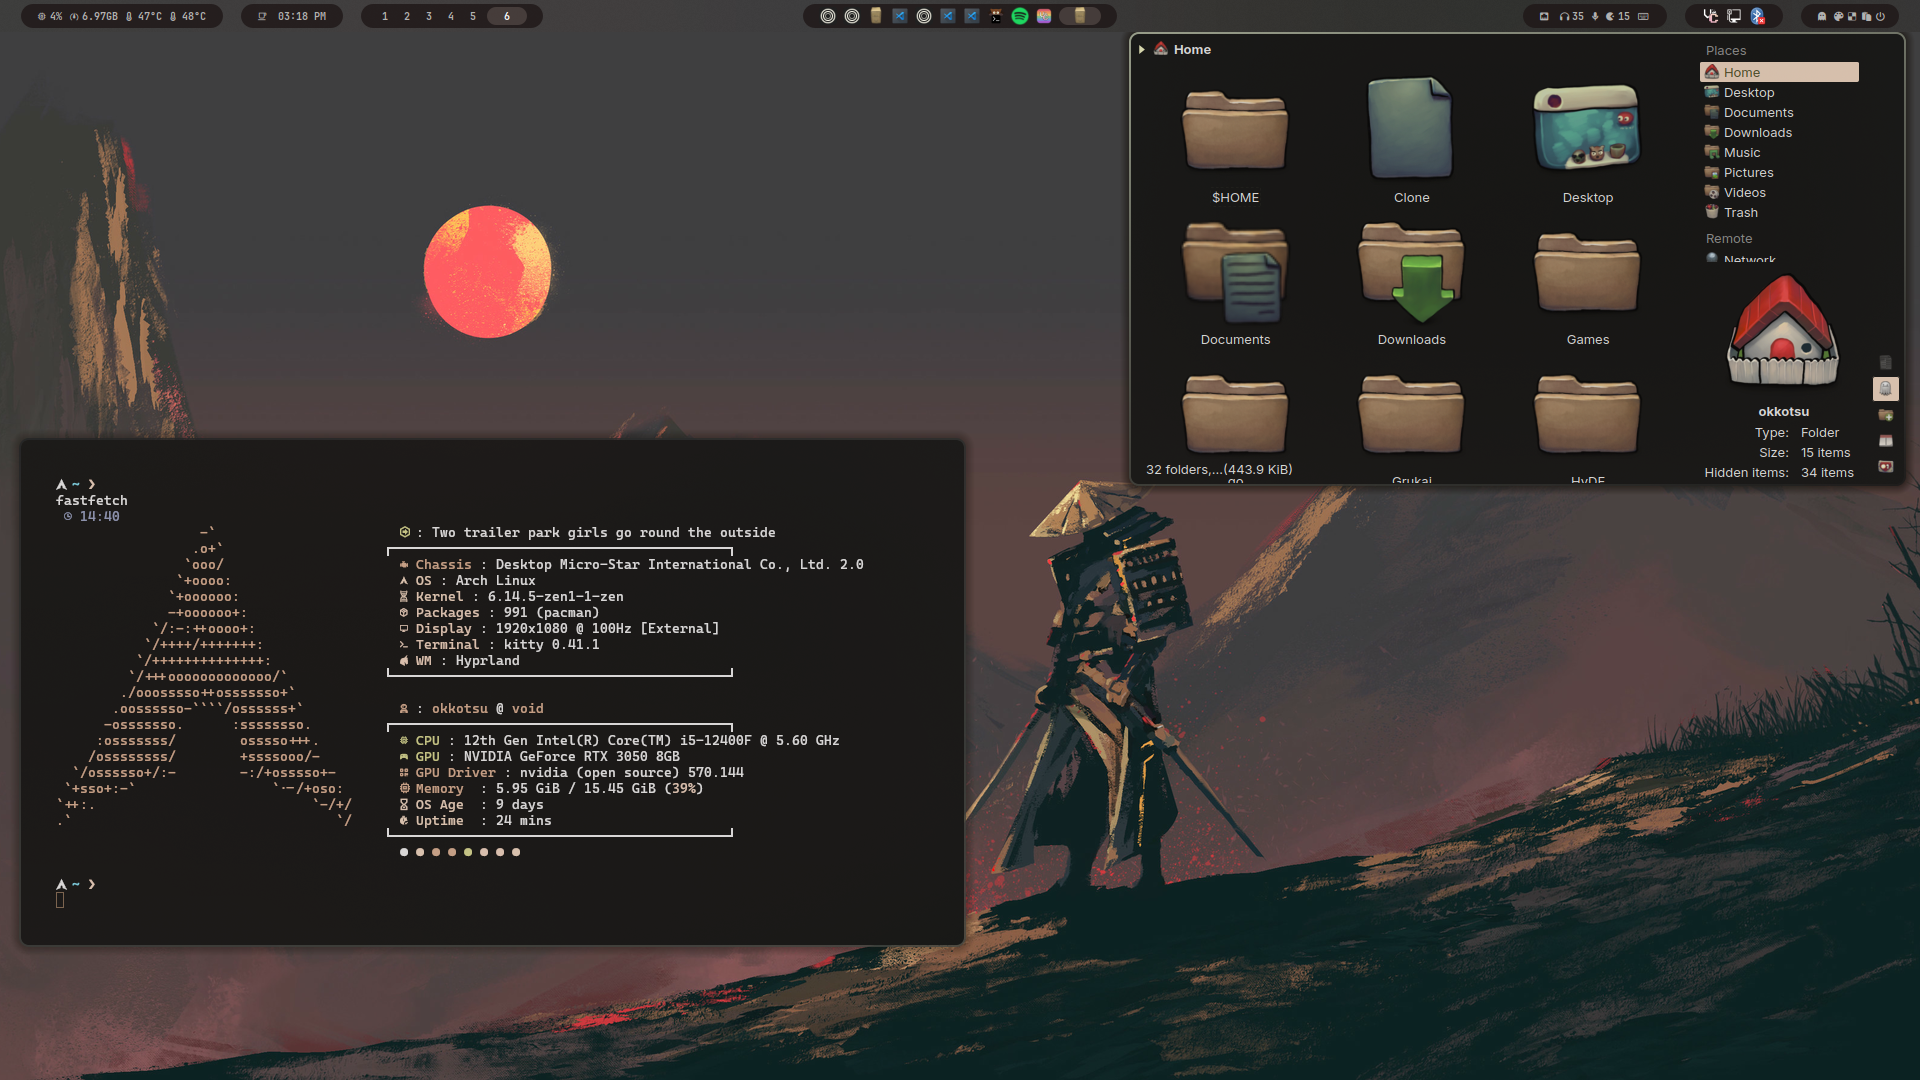 4% 6.97GB 47°C 48°C
03:18 PM
1 2 3 4 5 6
35 15
Home
$HOME
Clone
Desktop
Documents
Downloads
Games
32 folders,...(443.9 KiB)
go
Grukai
HyDE
Places
Home
Desktop
Documents
Downloads
Music
Pictures
Videos
Trash
Remote
Network
okkotsu
Type: Folder
Size: 15 items
Hidden items: 34 items
~ ❯
fastfetch
14:40
-`
.o+`
`ooo/
`+oooo:
`+oooooo:
-+oooooo+:
`/:-:++oooo+:
`/++++/+++++++:
`/++++++++++++++:
`/+++ooooooooooooo/`
./ooosssso++osssssso+`
.oossssso-````/ossssss+`
-osssssso.      :ssssssso.
:osssssss/        osssso+++.
/ossssssss/        +ssssooo/-
`/ossssso+/:-        -:/+osssso+-
`+sso+:-`                 `.-/+oso:
`++:.                           `-/+/
.`                                 `/
: Two trailer park girls go round the outside
Chassis : Desktop Micro-Star International Co., Ltd. 2.0
OS : Arch Linux
Kernel : 6.14.5-zen1-1-zen
Packages : 991 (pacman)
Display : 1920x1080 @ 100Hz [External]
Terminal : kitty 0.41.1
WM : Hyprland
: okkotsu @ void
CPU : 12th Gen Intel(R) Core(TM) i5-12400F @ 5.60 GHz
GPU : NVIDIA GeForce RTX 3050 8GB
GPU Driver : nvidia (open source) 570.144
Memory : 5.95 GiB / 15.45 GiB (39%)
OS Age : 9 days
Uptime : 24 mins
~ ❯